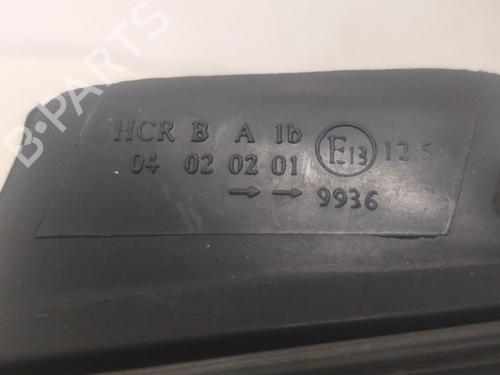 B-PARTS
HCR B A 1b E13 12.5
04 02 02 01
→ → 9936